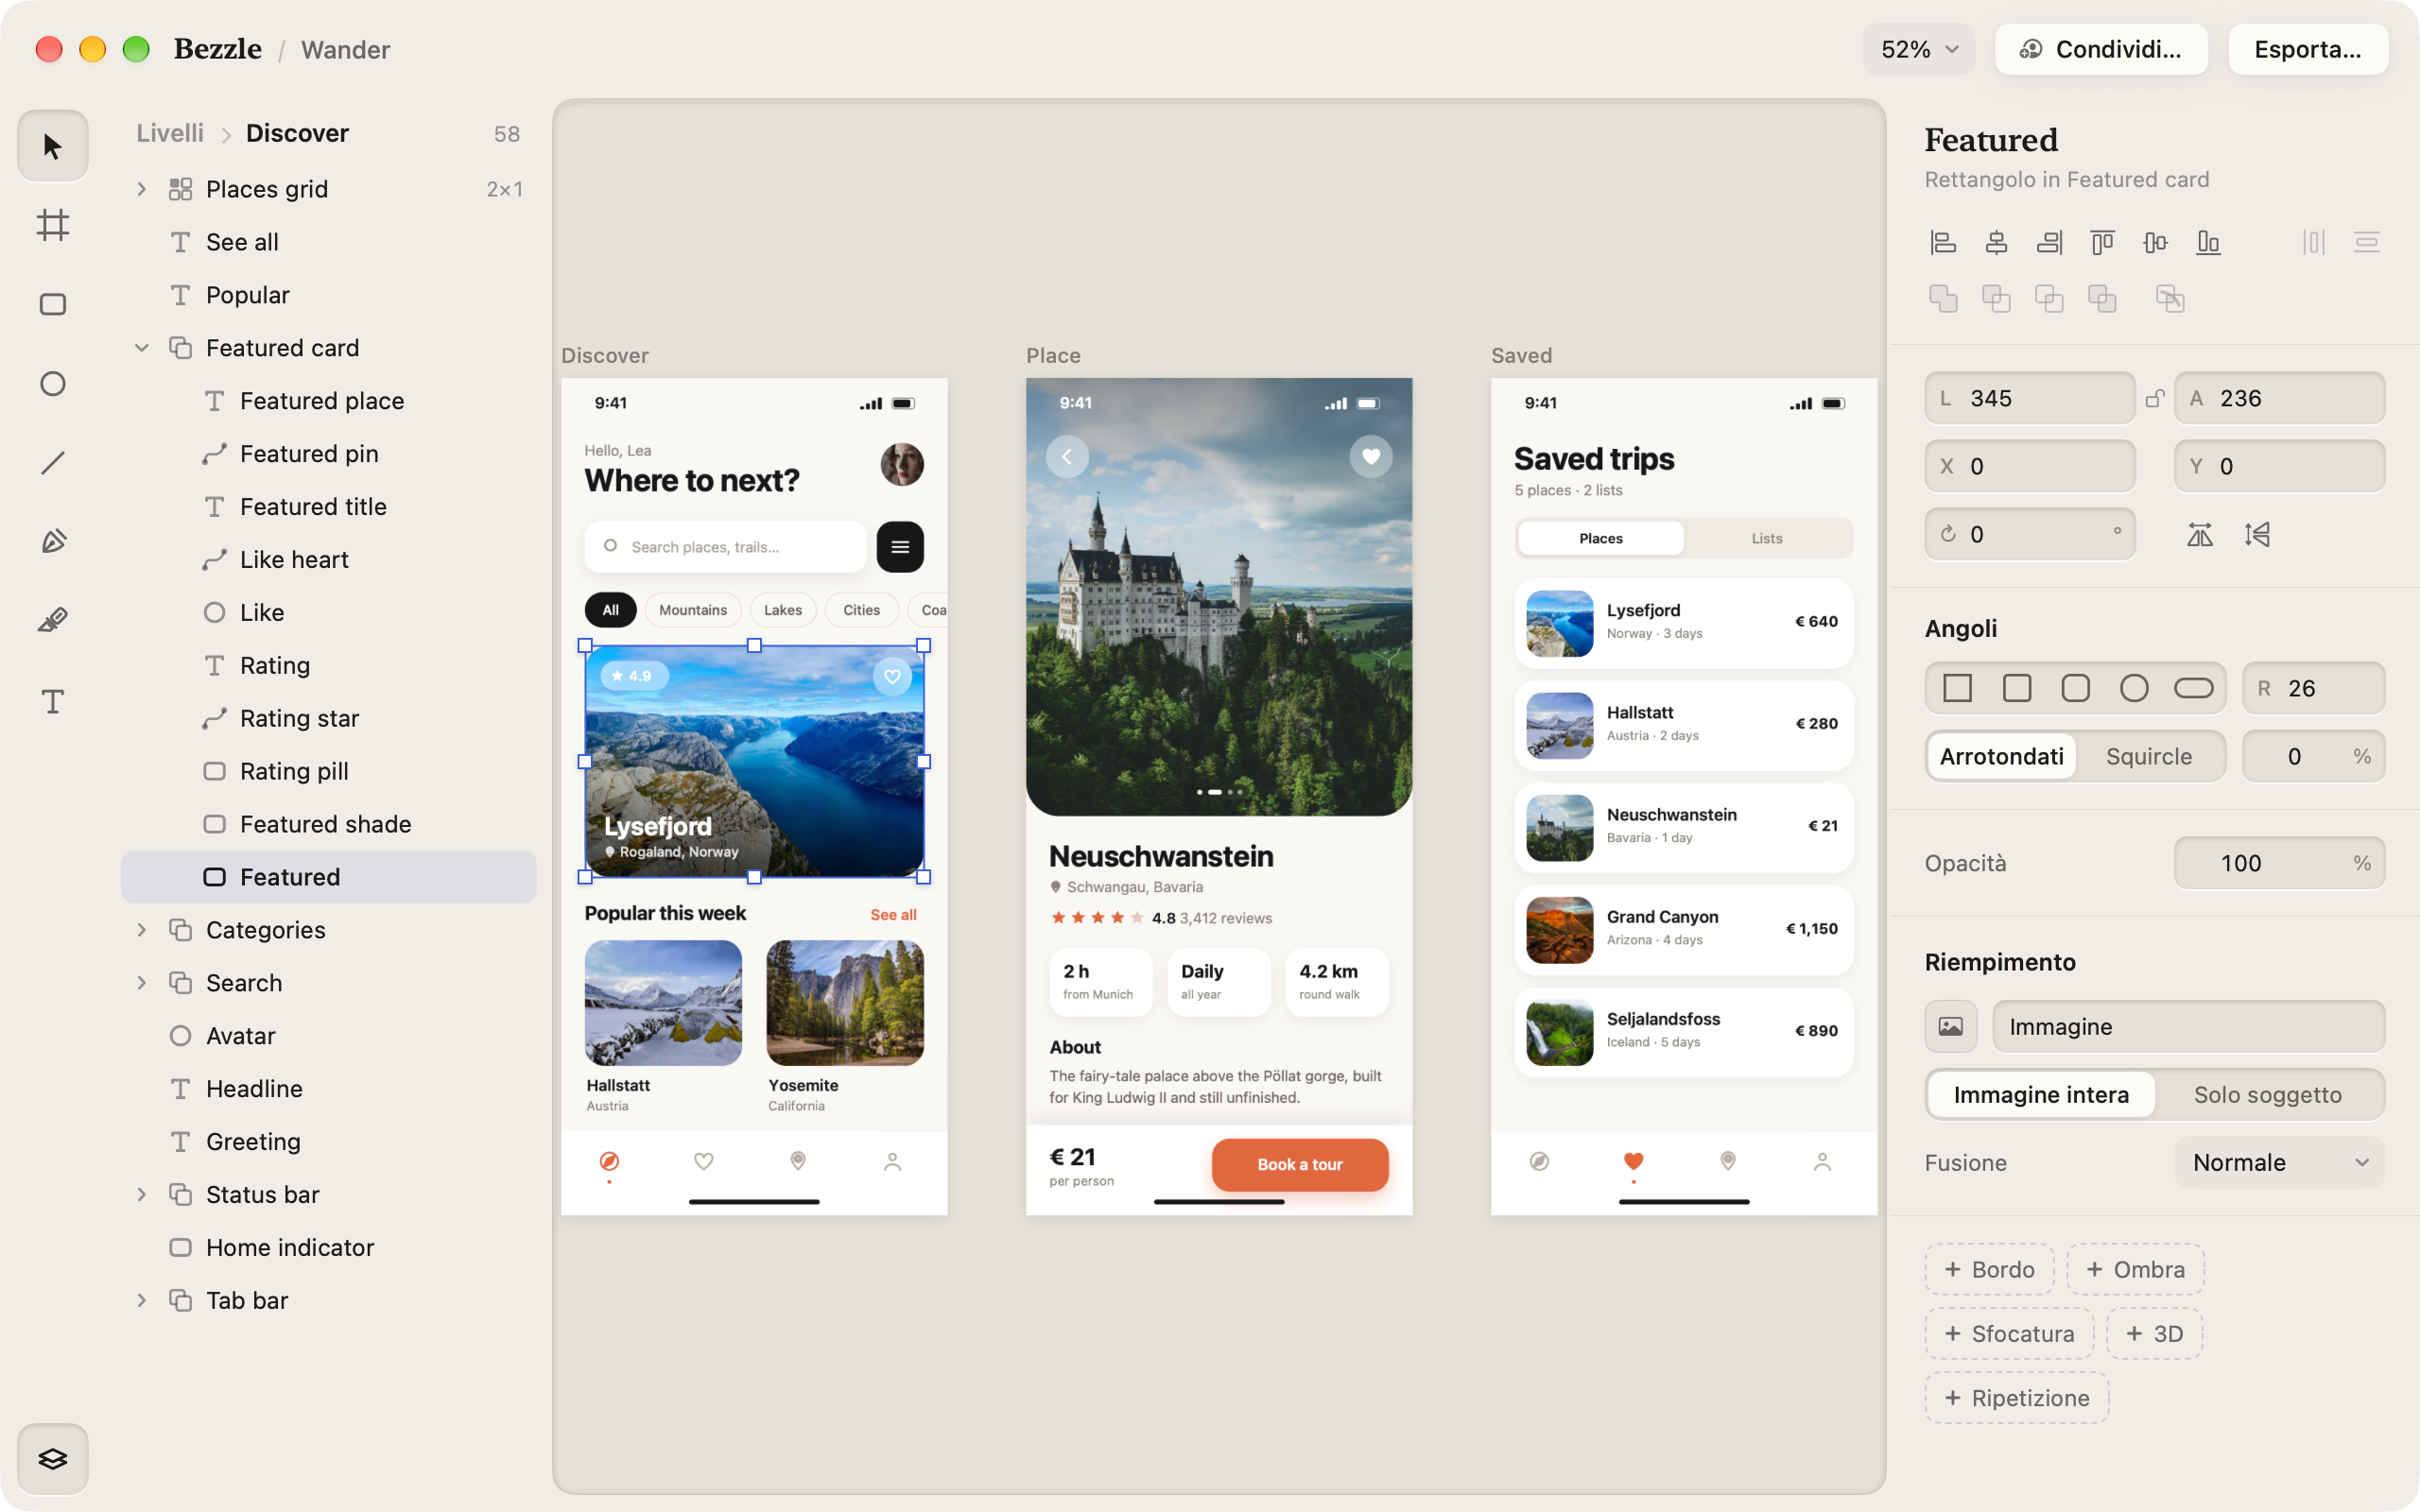 Bezzle / Wander
52%
Condividi...
Esporta...
Livelli > Discover 58
Places grid 2×1
See all
Popular
Featured card
Featured place
Featured pin
Featured title
Like heart
Like
Rating
Rating star
Rating pill
Featured shade
Featured
Categories
Search
Avatar
Headline
Greeting
Status bar
Home indicator
Tab bar
Discover
9:41
Hello, Lea
Where to next?
Search places, trails...
All
Mountains
Lakes
Cities
Coa
4.9
Lysefjord
Rogaland, Norway
Popular this week
See all
Hallstatt
Austria
Yosemite
California
Place
9:41
Neuschwanstein
Schwangau, Bavaria
4.8 3,412 reviews
2 h
from Munich
Daily
all year
4.2 km
round walk
About
The fairy-tale palace above the Pöllat gorge, built
for King Ludwig II and still unfinished.
€ 21
per person
Book a tour
Saved
9:41
Saved trips
5 places · 2 lists
Places
Lists
Lysefjord
Norway · 3 days
€ 640
Hallstatt
Austria · 2 days
€ 280
Neuschwanstein
Bavaria · 1 day
€ 21
Grand Canyon
Arizona · 4 days
€ 1,150
Seljalandsfoss
Iceland · 5 days
€ 890
Featured
Rettangolo in Featured card
L 345
A 236
X 0
Y 0
0 °
Angoli
R 26
Arrotondati
Squircle
0 %
Opacità
100 %
Riempimento
Immagine
Immagine intera
Solo soggetto
Fusione
Normale
+ Bordo
+ Ombra
+ Sfocatura
+ 3D
+ Ripetizione